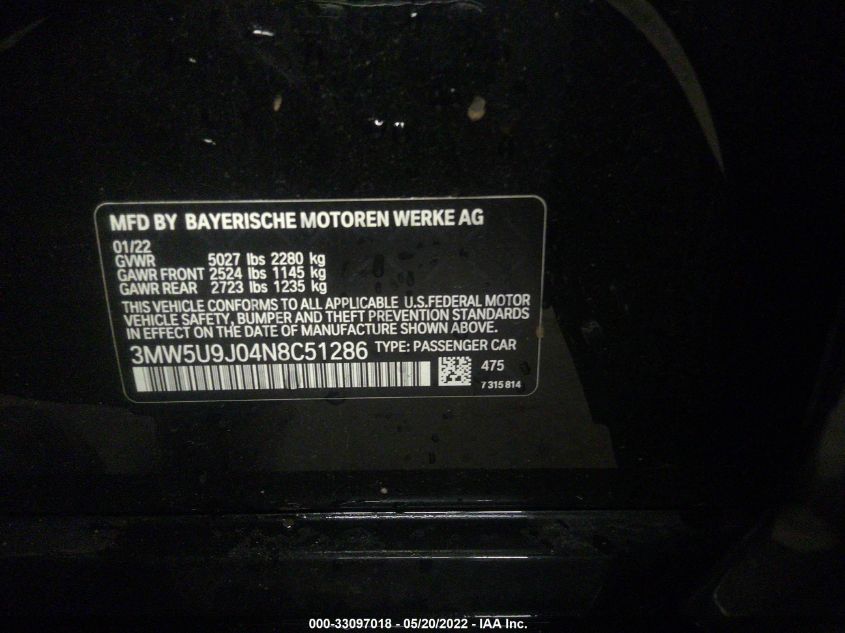 MFD BY BAYERISCHE MOTOREN WERKE AG
01/22
GVWR 5027 lbs 2280 kg
GAWR FRONT 2524 lbs 1145 kg
GAWR REAR 2723 lbs 1235 kg
THIS VEHICLE CONFORMS TO ALL APPLICABLE U.S.FEDERAL MOTOR
VEHICLE SAFETY, BUMPER AND THEFT PREVENTION STANDARDS
IN EFFECT ON THE DATE OF MANUFACTURE SHOWN ABOVE.
3MW5U9J04N8C51286 TYPE: PASSENGER CAR
475
7 315 814
000-33097018 - 05/20/2022 - IAA Inc.